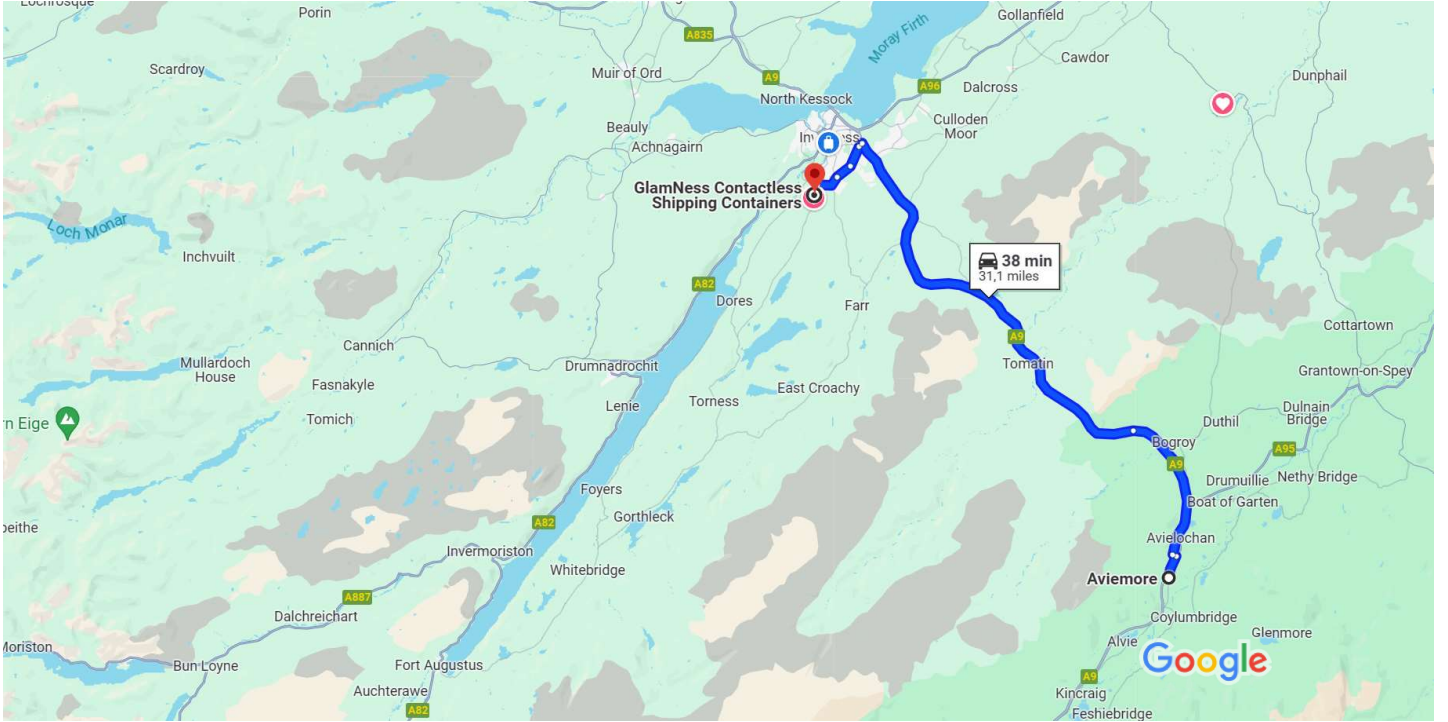 Lochrosque
Porin
Gollanfield
A835
Moray Firth
Scardroy
Muir of Ord
A9
Cawdor
Dunphail
North Kessock
A96
Dalcross
Beauly
Culloden
Moor
Achnagairn
GlamNess Contactless
Shipping Containers
Loch Monar
Inchvuilt
38 min
31,1 miles
A82
Dores
Farr
Cottartown
A9
Cannich
Mullardoch
House
Drumnadrochit
Tomatin
Grantown-on-Spey
Fasnakyle
East Croachy
Lenie
Torness
Dulnain
Bridge
Tomich
rn Eige
Duthil
Bogroy
A95
A9
Drumuillie
Nethy Bridge
Foyers
Boat of Garten
Gorthleck
A82
peithe
Avielochan
Invermoriston
Whitebridge
Aviemore
A887
Dalchreichart
Coylumbridge
Glenmore
Alvie
Moriston
Google
Bun Loyne
Fort Augustus
A9
Auchterawe
Kincraig
A82
Feshiebridge